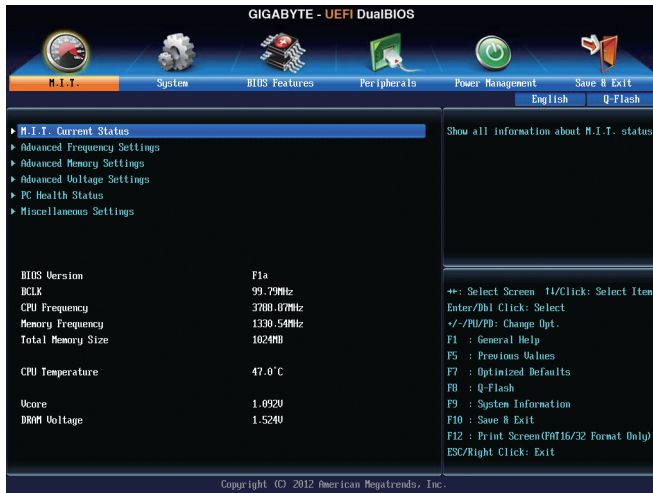 GIGABYTE - UEFI DualBIOS
M.I.T. System BIOS Features Peripherals Power Management Save & Exit
English Q-Flash
M.I.T. Current Status
Advanced Frequency Settings
Advanced Memory Settings
Advanced Voltage Settings
PC Health Status
Miscellaneous Settings
BIOS Version F1a
BCLK 99.79MHz
CPU Frequency 3788.87MHz
Memory Frequency 1330.54MHz
Total Memory Size 1024MB
CPU Temperature 47.0°C
Vcore 1.092V
DRAM Voltage 1.524V
Show all information about M.I.T. status
→←: Select Screen ↑↓/Click: Select Item
Enter/Dbl Click: Select
+/-/PU/PD: Change Opt.
F1 : General Help
F5 : Previous Values
F7 : Optimized Defaults
F8 : Q-Flash
F9 : System Information
F10 : Save & Exit
F12 : Print Screen(FAT16/32 Format Only)
ESC/Right Click: Exit
Copyright (C) 2012 American Megatrends, Inc.